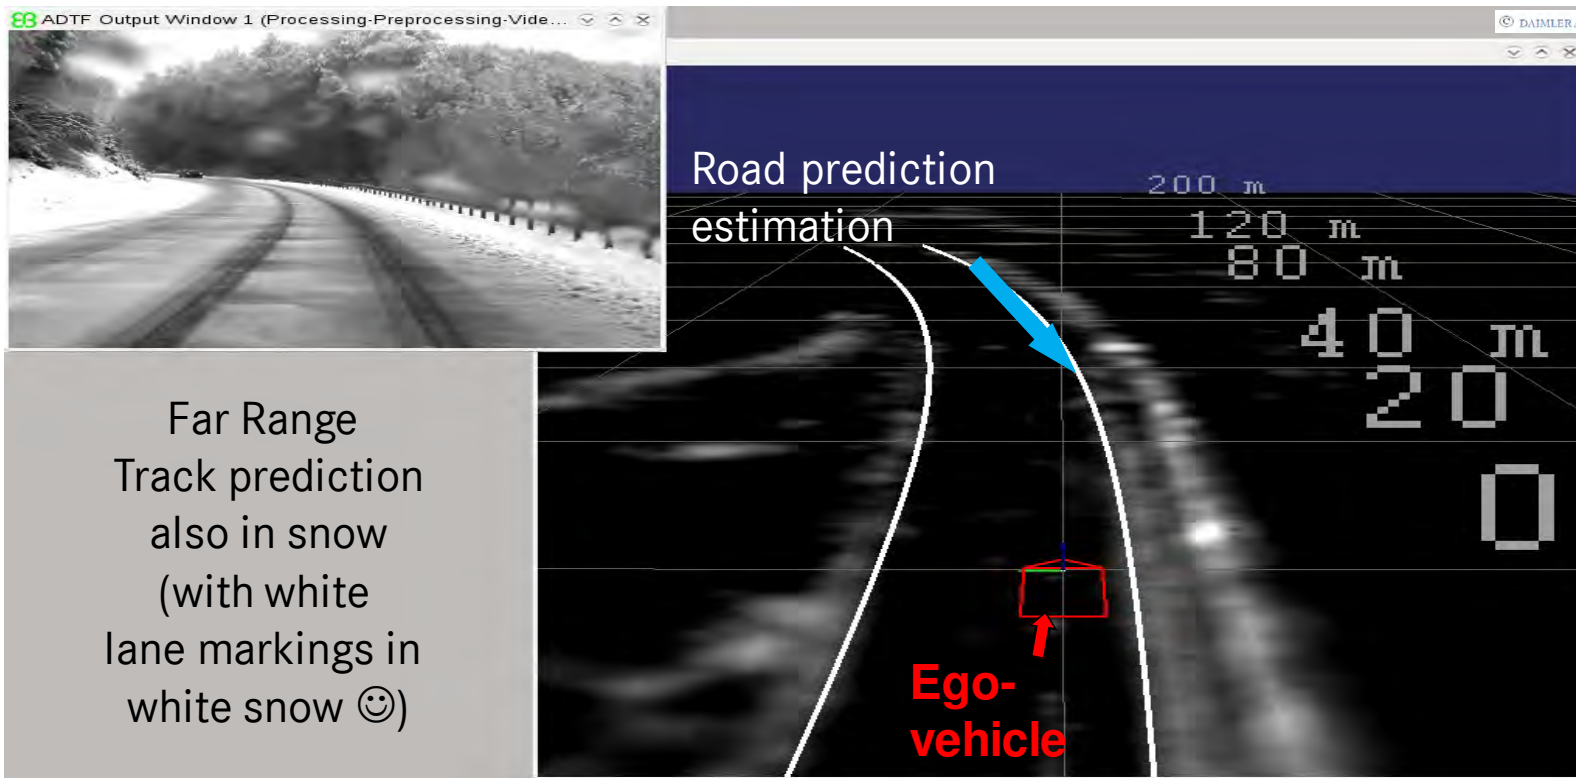 ADTF Output Window 1 (Processing-Preprocessing-Vide...
© DAIMLER
Road prediction
estimation
200 m
120 m
80 m
40 m
20
0
Far Range
Track prediction
also in snow
(with white
lane markings in
white snow ☺)
Ego-
vehicle